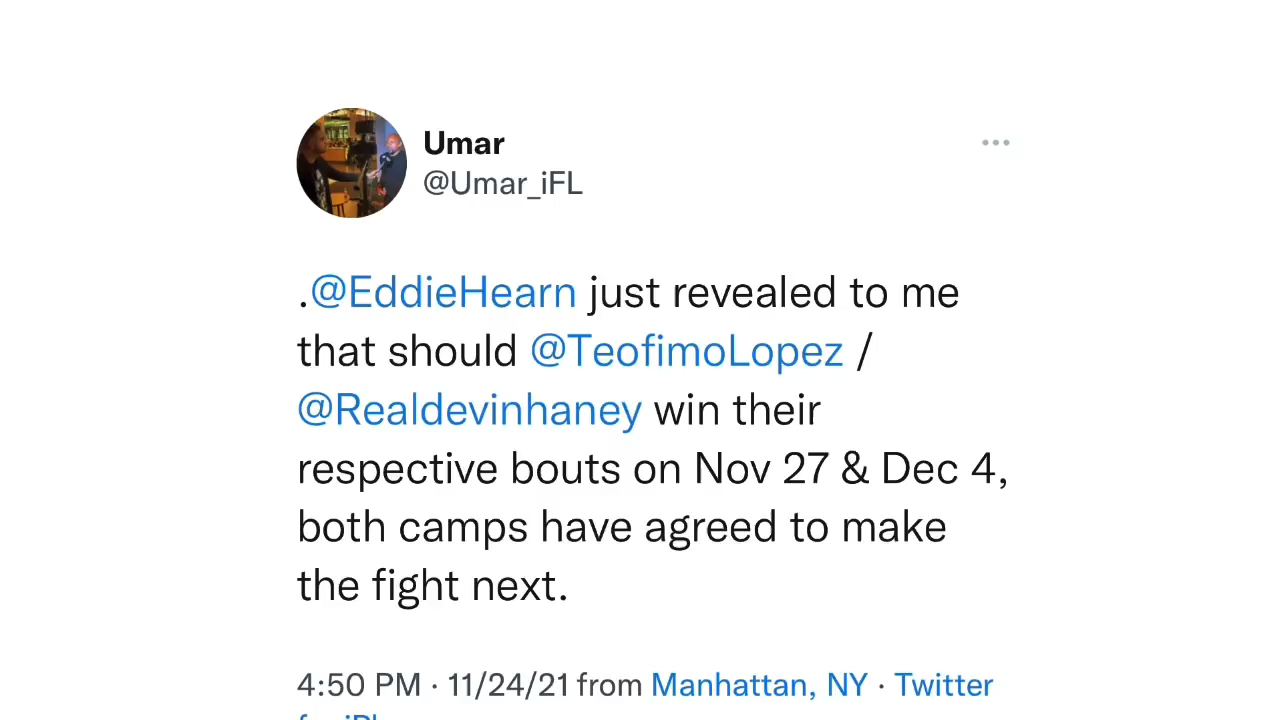 Umar
@Umar_iFL
.@EddieHearn just revealed to me
that should @TeofimoLopez /
@Realdevinhaney win their
respective bouts on Nov 27 & Dec 4,
both camps have agreed to make
the fight next.
4:50 PM · 11/24/21 from Manhattan, NY · Twitter